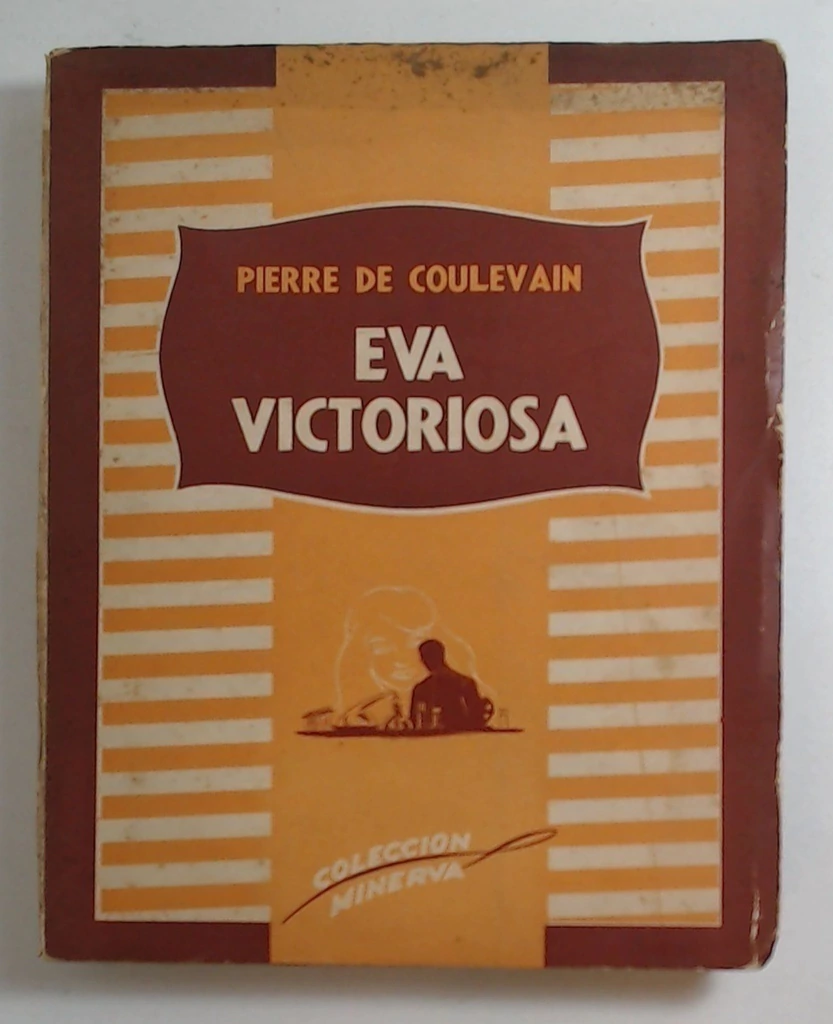 PIERRE DE COULEVAIN
EVA
VICTORIOSA
COLECCION
MINERVA